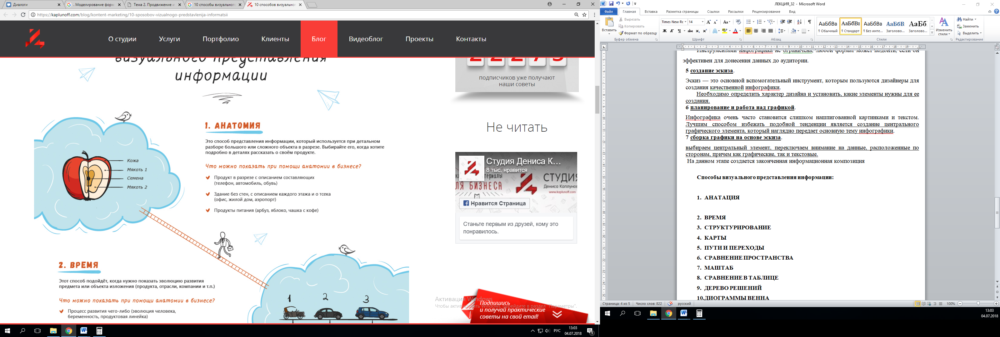 Диалоги
. Моделирование форм
Тема 2. Продвижение и
10 способы визуального
10 способов визуальног
https://kaplunoff.com/blog/kontent-marketing/10-sposobov-vizualnogo-predstavlenija-informatsii
О студии
Услуги
Портфолио
Клиенты
Блог
Видеоблог
Проекты
Контакты
визуального представления
информации
1. АНАТОМИЯ
Это способ представления информации, который используется при детальном
разборе большого или сложного объекта в разрезе. Выбирайте его, когда хотите
подробно в деталях рассказать о своём продукте.
Что можно показать при помощи анатомии в бизнесе?
Продукт в разрезе с описанием составляющих
(телефон, автомобиль, обувь)
Здание без стен, с описанием каждого этажа и о тсека
(офис, жилой дом, аэропорт)
Продукты питания (арбуз, яблоко, чашка с кофе)
Кожа
Мякоть 1
Семена
Мякоть 2
2. ВРЕМЯ
Этот способ подойдёт, когда нужно показать эволюцию развития
предмета или объекта изложения (продукта, отрасли, компании и т.п.)
Что можно показать при помощи анатомии в бизнесе?
Процесс развития чего-либо (эволюция человека,
беременность, продуктовая линейка)
1
2
3
подписчиков уже получают
наши советы
Не читать
Студия Дениса К...
8 тыс. нравится
ЛЯ БИЗНЕСА
СТУДИЯ
Дениса Каплунов
www.kaplunoff.com
Нравится Страница
Станьте первым из друзей, кому это
понравилось.
Активация Windows
Чтобы активировать Windows, перейдите в раздел "Параметры".
Подпишись
и получай практические
советы на свой email!
РУС
13:03
04.07.2018
1
ЛЕКЦИЯ_32 - Microsoft Word
Файл
Главная
Вставка
Разметка страницы
Ссылки
Рассылки
Рецензирование
Вид
Вставить
Вырезать
Копировать
Формат по образцу
Буфер обмена
Times New Rc
14
Ж К Ч
Шрифт
Абзац
АаБбВв
¶ Обычный
АаБбВı
¶ Стандарт
АаБбВв
¶ Без инте...
АаБбВ
Заголово...
АаБб
Заголово...
Изменить
стили
Стили
Найти
Заменить
Выделить
Редактирование
Инструментами инфографика не ограничена, любой формат может подойти, если он
эффективен для донесения данных до аудитории.
5 создание эскиза.
Эскиз — это основной вспомогательный инструмент, которым пользуются дизайнеры для
создания качественной инфографики.
Необходимо определить характер дизайна и установить, какие элементы нужны для ее
создания.
6 планирование и работа над графикой.
Инфографика очень часто становится слишком нашпигованной картинками и текстом.
Лучшим способом избежать подобной тенденции является создание центрального
графического элемента, который наглядно передает основную тему инфографики.
7 сборка графики на основе эскиза.
выбираем центральный элемент, переключаем внимание на данные, расположенные по
сторонам, причем как графические, так и текстовые.
На данном этапе создается законченная информационная композиция
Способы визуального представления информации:
1. АНАТАЦИЯ
2. ВРЕМЯ
3. СТРУКТУРИРОВАНИЕ
4. КАРТЫ
5. ПУТИ И ПЕРЕХОДЫ
6. СРАВНЕНИЕ ПРОСТРАНСТВА
7. МАШТАБ
8. СРАВНЕНИЕ В ТАБЛИЦЕ
9. ДЕРЕВО РЕШЕНИЙ
10.ДИОГРАММЫ ВЕННА
Страница: 4 из 5
Число слов: 822
русский
100%
13:03
04.07.2018